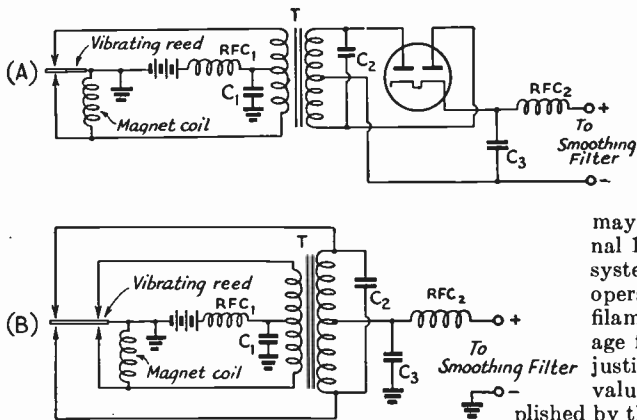 T
Vibrating reed
RFC1
(A)
C2
C1
RFC2
Magnet coil
+
To
Smoothing
Filter
C3
-
may
nal l
T
syste
Vibrating reed
opera
RFC1
C2
RFC2
filam
(B)
+
age f
C1
To
justi
Magnet coil
C3
Smoothing Filter
valu
-
plished by th